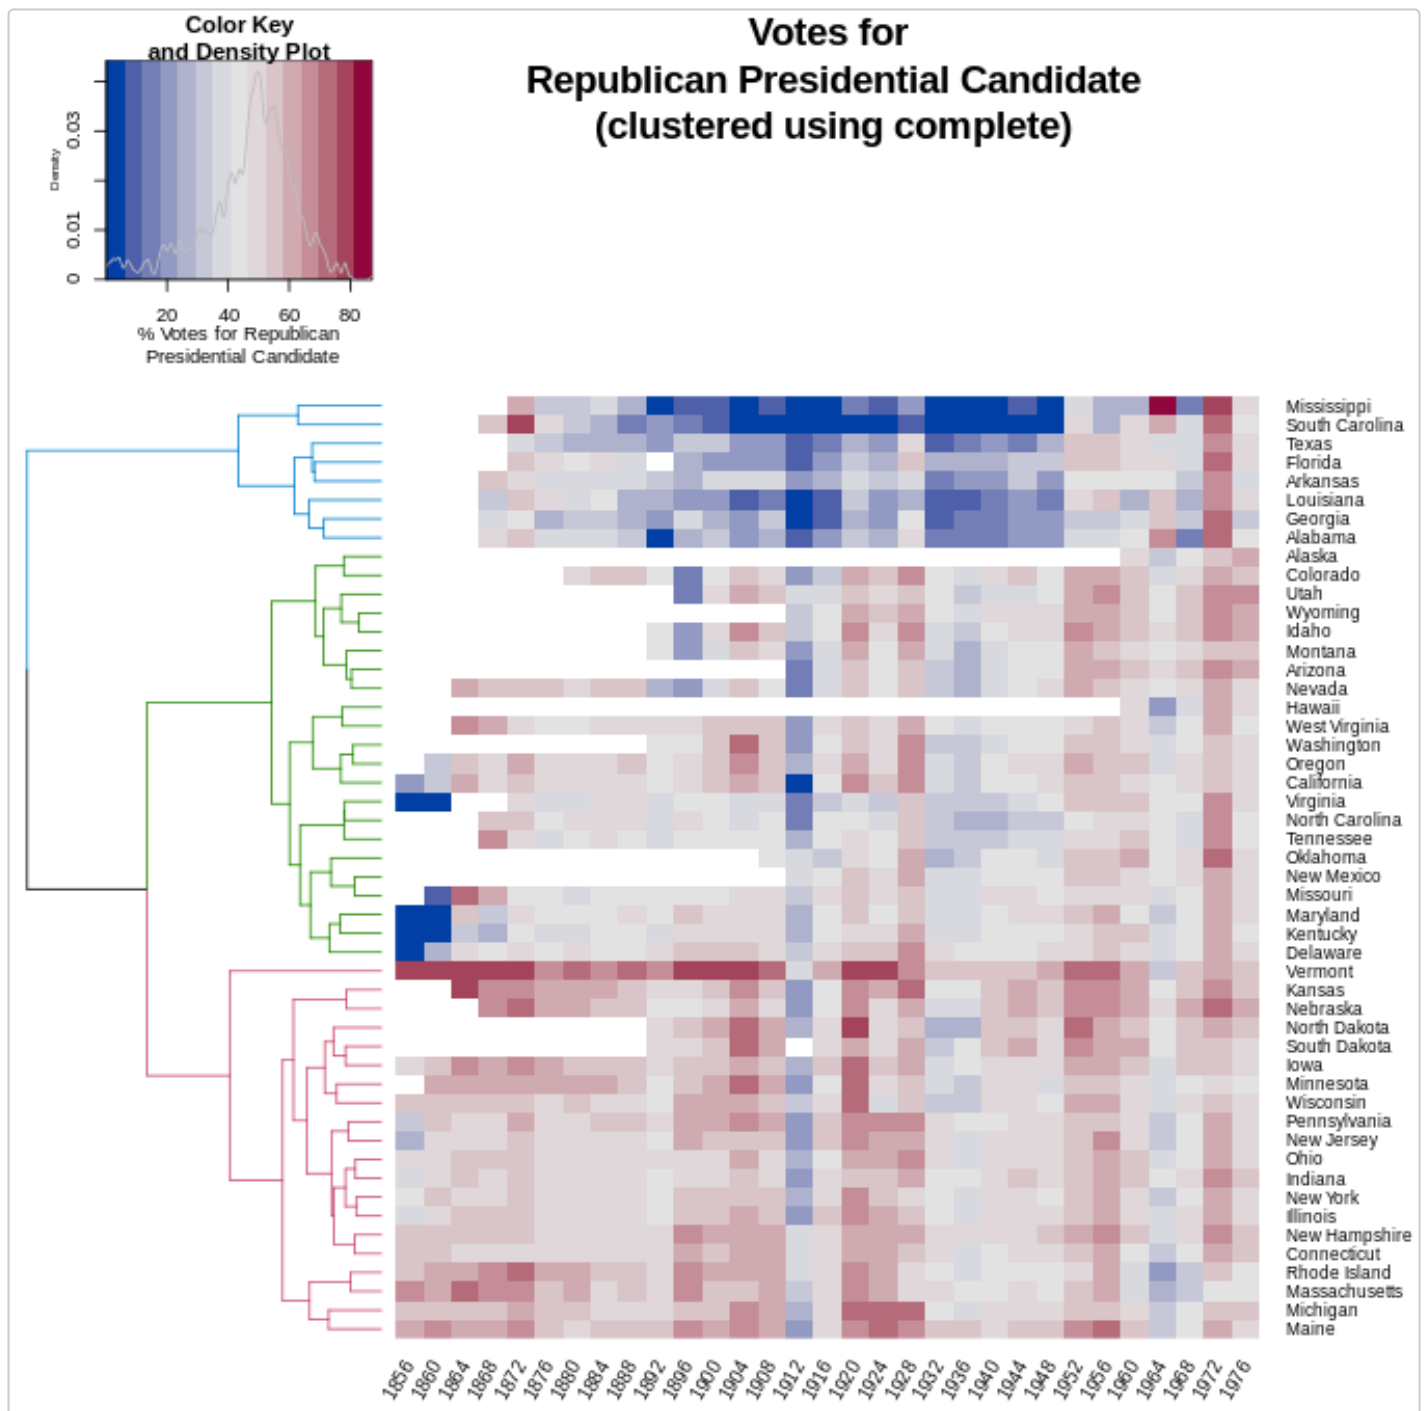 Color Key
and Density Plot
Votes for
Republican Presidential Candidate
(clustered using complete)
Density
0.03
0.01
0
20 40 60 80
% Votes for Republican
Presidential Candidate
Mississippi
South Carolina
Texas
Florida
Arkansas
Louisiana
Georgia
Alabama
Alaska
Colorado
Utah
Wyoming
Idaho
Montana
Arizona
Nevada
Hawaii
West Virginia
Washington
Oregon
California
Virginia
North Carolina
Tennessee
Oklahoma
New Mexico
Missouri
Maryland
Kentucky
Delaware
Vermont
Kansas
Nebraska
North Dakota
South Dakota
Iowa
Minnesota
Wisconsin
Pennsylvania
New Jersey
Ohio
Indiana
New York
Illinois
New Hampshire
Connecticut
Rhode Island
Massachusetts
Michigan
Maine
1856 1860 1864 1868 1872 1876 1880 1884 1888 1892 1896 1900 1904 1908 1912 1916 1920 1924 1928 1932 1936 1940 1944 1948 1952 1956 1960 1964 1968 1972 1976